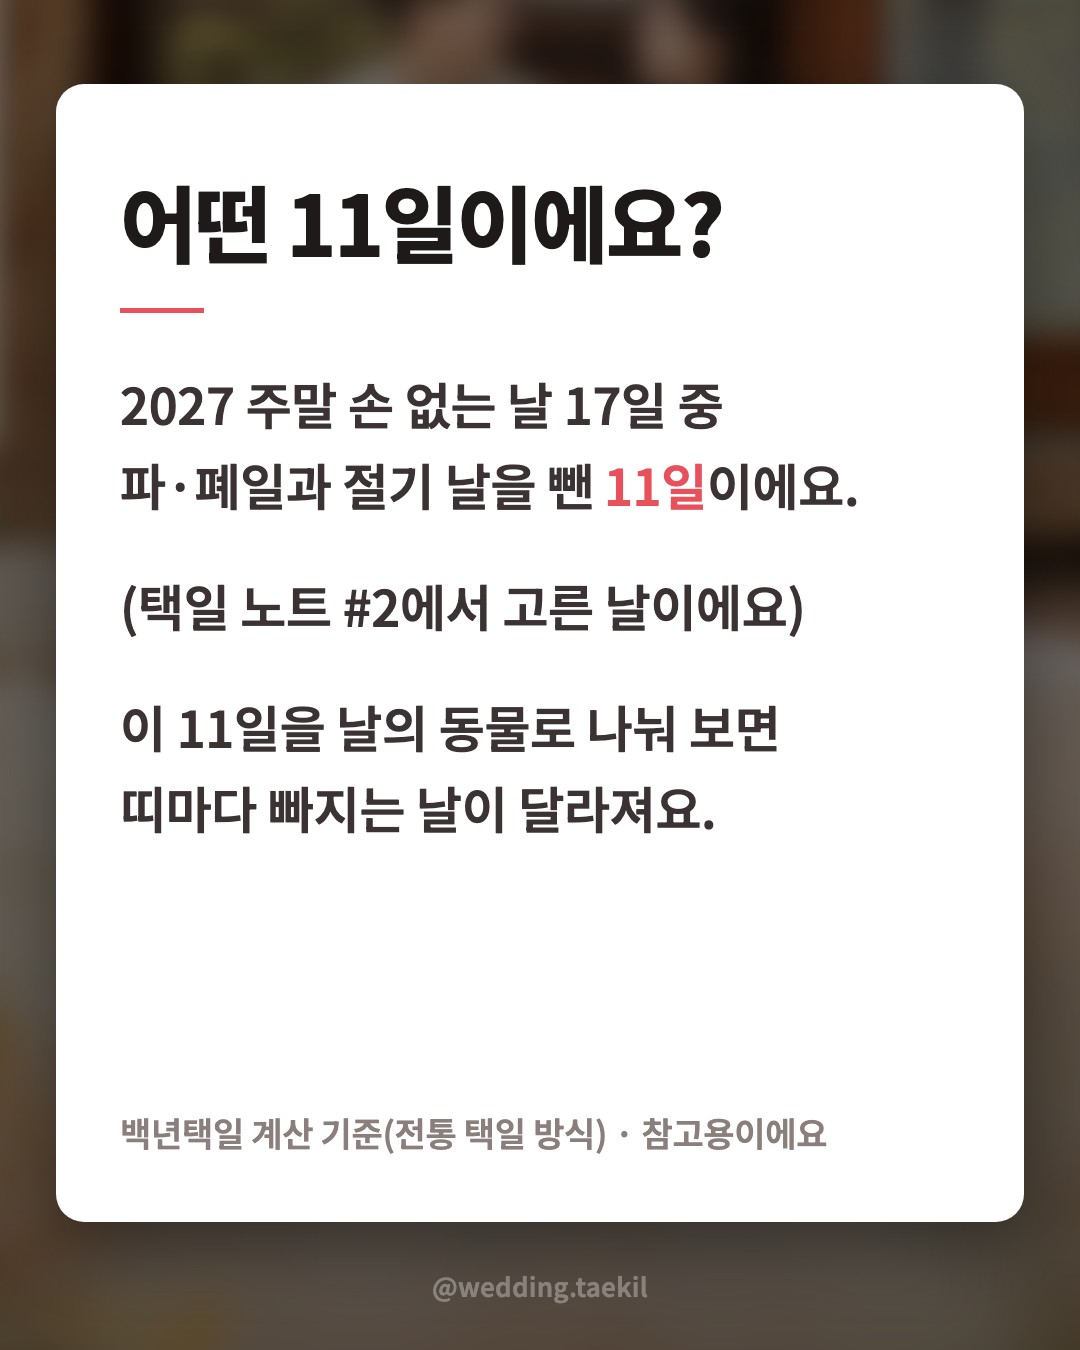 어떤 11일이에요?
2027 주말 손 없는 날 17일 중
파·폐일과 절기 날을 뺀 11일이에요.
(택일 노트 #2에서 고른 날이에요)
이 11일을 날의 동물로 나눠 보면
띠마다 빠지는 날이 달라져요.
백년택일 계산 기준(전통 택일 방식) · 참고용이에요
@wedding.taekil